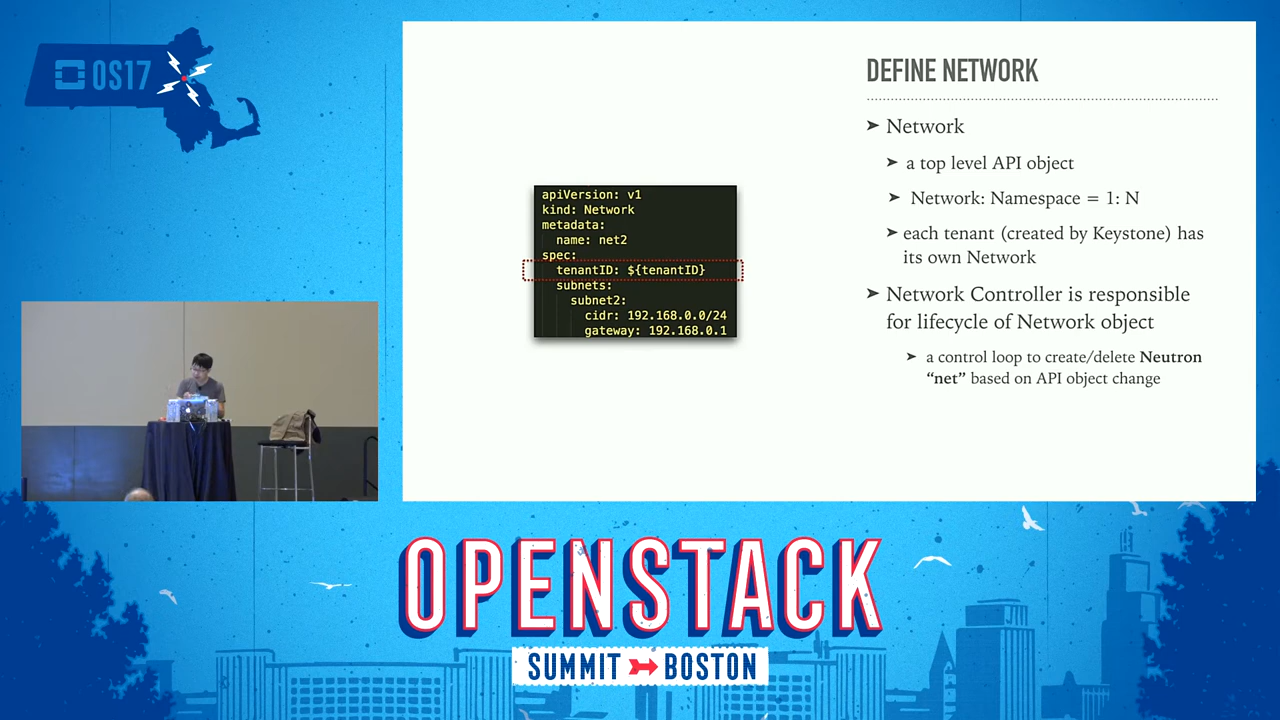 OS17
DEFINE NETWORK
➤ Network
➤ a top level API object
➤ Network: Namespace = 1: N
➤ each tenant (created by Keystone) has
its own Network
➤ Network Controller is responsible
for lifecycle of Network object
➤ a control loop to create/delete Neutron
“net” based on API object change
apiVersion: v1
kind: Network
metadata:
name: net2
spec:
tenantID: ${tenantID}
subnets:
subnet2:
cidr: 192.168.0.0/24
gateway: 192.168.0.1
OPENSTACK
SUMMIT BOSTON